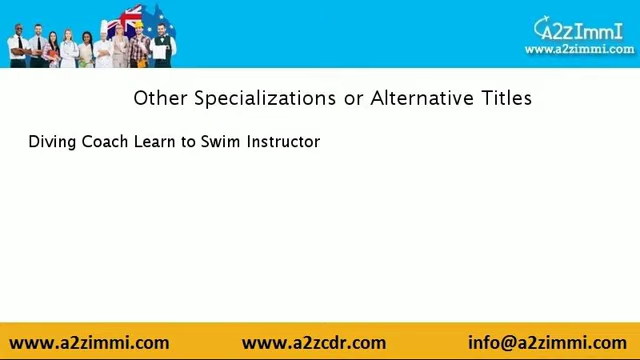 A2ZImmI
www.a2zimmi.com
Other Specializations or Alternative Titles
Diving Coach Learn to Swim Instructor
www.a2zimmi.com www.a2zcdr.com info@a2zimmi.com